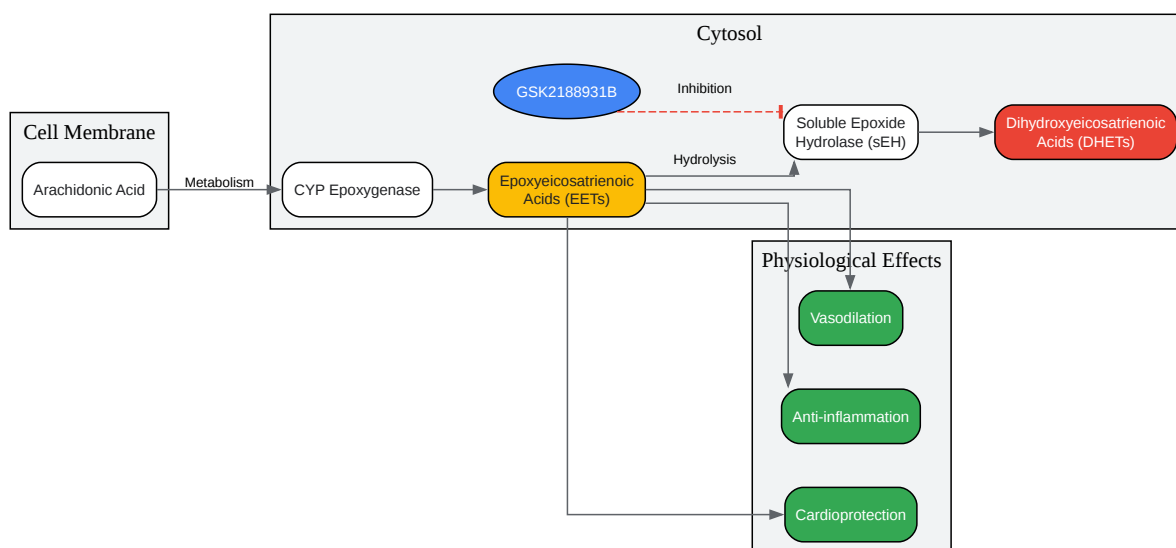 Cytosol
GSK2188931B
Inhibition
Soluble Epoxide
Hydrolase (sEH)
Dihydroxyeicosatrienoic
Acids (DHETs)
Cell Membrane
Arachidonic Acid
Metabolism
CYP Epoxygenase
Epoxyeicosatrienoic
Acids (EETs)
Hydrolysis
Physiological Effects
Vasodilation
Anti-inflammation
Cardioprotection